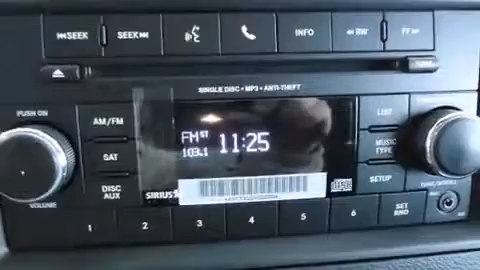 SEEK
SEEK
INFO
RW
FF
SINGLE DISC • MP3 • ANTI-THEFT
PUSH ON
AM/FM
SAT
DISC
AUX
VOLUME
FM ST
103.1
11:25
SIRIUS
LIST
MUSIC
TYPE
SETUP
TUNE/SCROLL
1
2
3
4
5
6
SET
RND